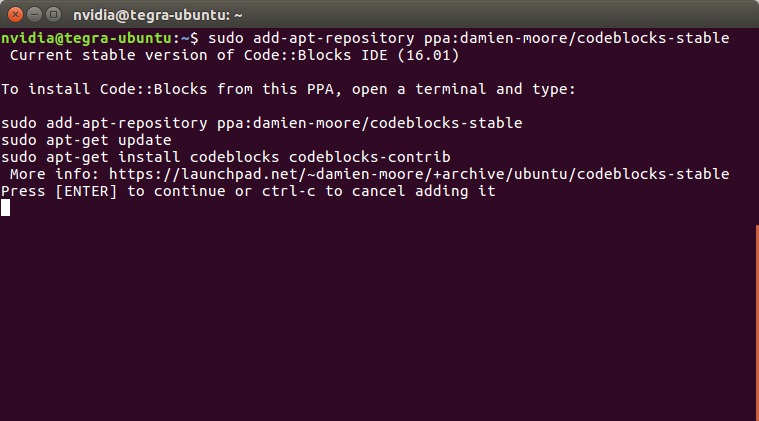 nvidia@tegra-ubuntu: ~
nvidia@tegra-ubuntu:~$ sudo add-apt-repository ppa:damien-moore/codeblocks-stable
Current stable version of Code::Blocks IDE (16.01)
To install Code::Blocks from this PPA, open a terminal and type:
sudo add-apt-repository ppa:damien-moore/codeblocks-stable
sudo apt-get update
sudo apt-get install codeblocks codeblocks-contrib
More info: https://launchpad.net/~damien-moore/+archive/ubuntu/codeblocks-stable
Press [ENTER] to continue or ctrl-c to cancel adding it